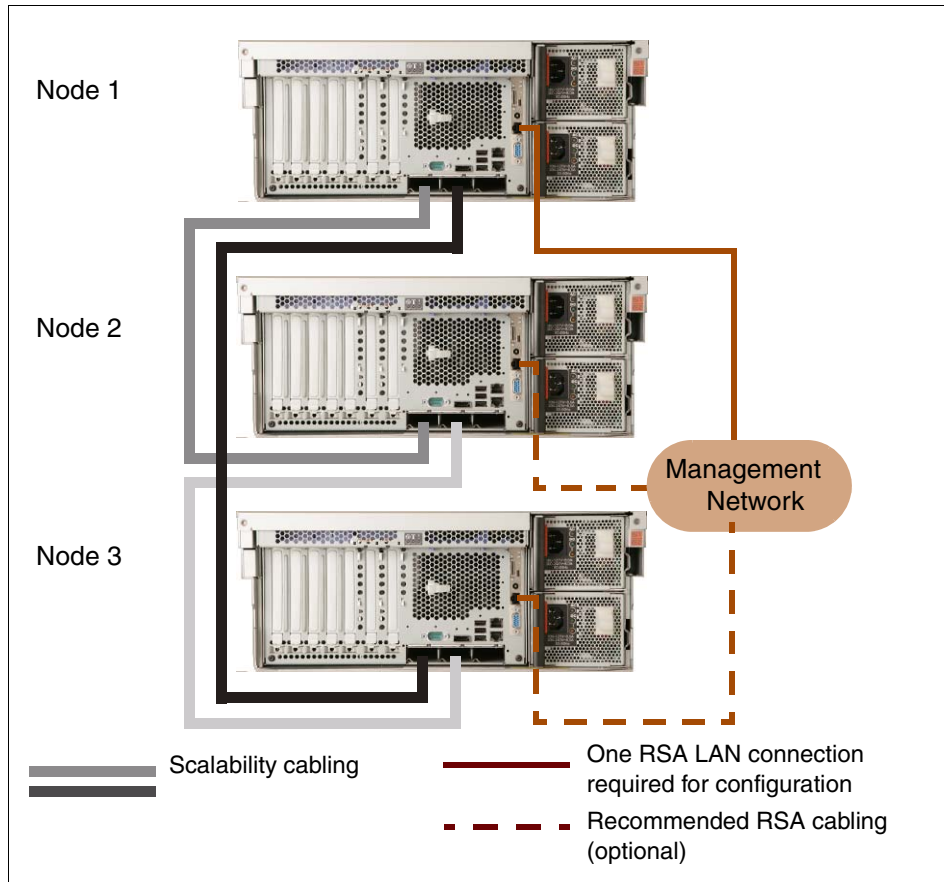 Node 1
Node 2
Management
Network
Node 3
Scalability cabling
One RSA LAN connection
required for configuration
Recommended RSA cabling
(optional)